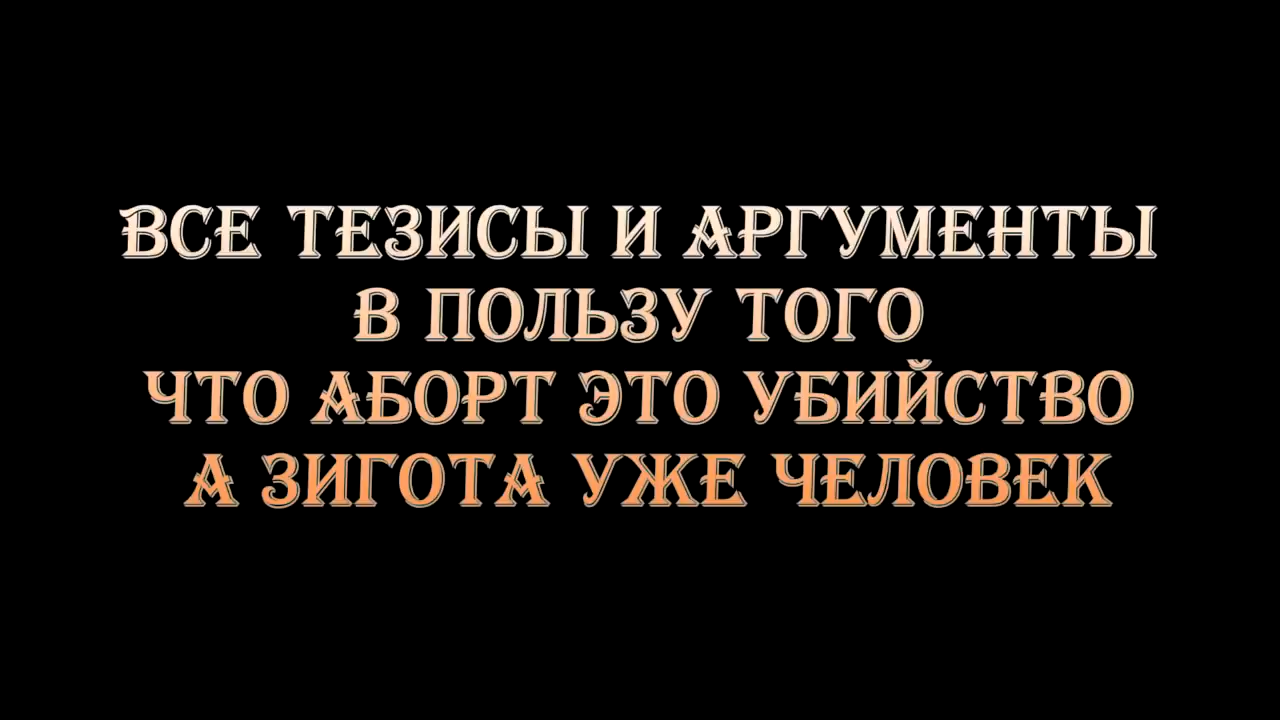 ВСЕ ТЕЗИСЫ И АРГУМЕНТЫ
В ПОЛЬЗУ ТОГО
ЧТО АБОРТ ЭТО УБИЙСТВО
А ЗИГОТА УЖЕ ЧЕЛОВЕК